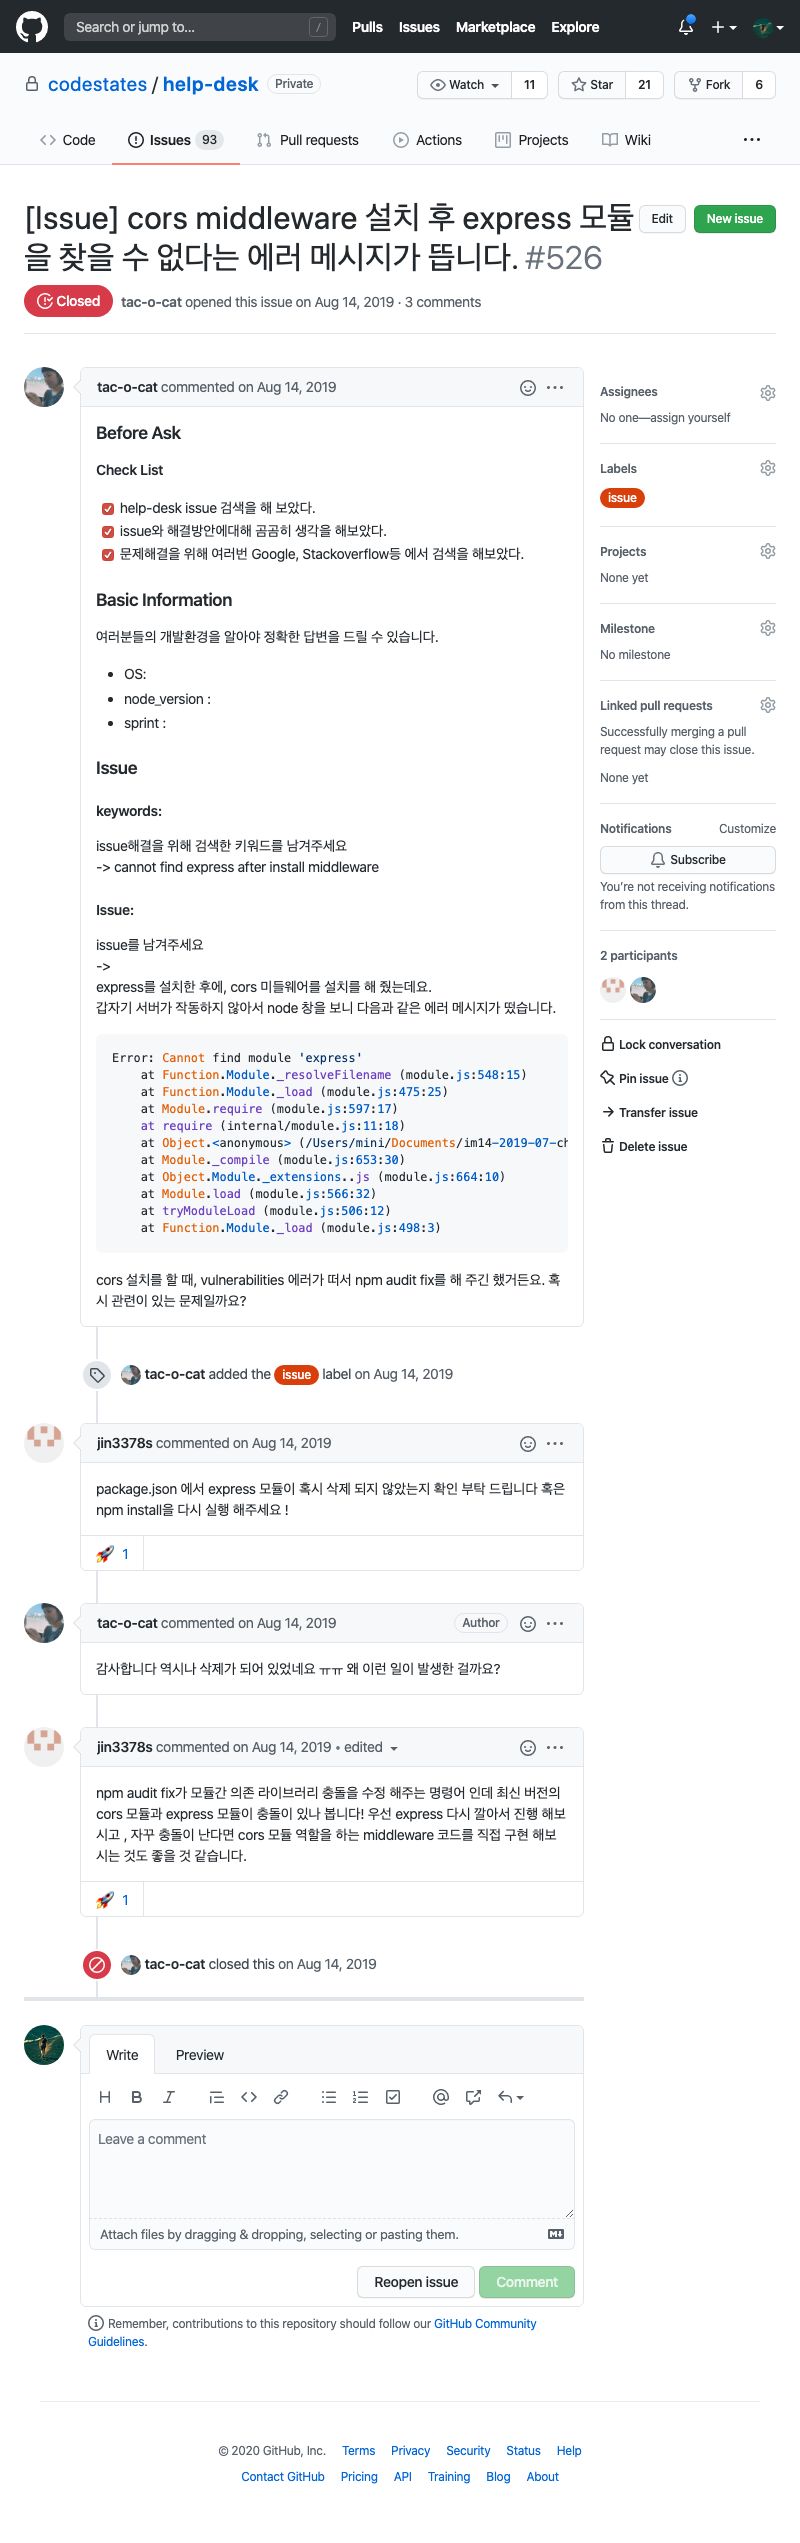 Search or jump to...
/
Pulls Issues Marketplace Explore
codestates / help-desk Private
Watch 11 Star 21 Fork 6
Code Issues 93 Pull requests Actions Projects Wiki ...
[Issue] cors middleware 설치 후 express 모듈
을 찾을 수 없다는 에러 메시지가 뜹니다. #526
Edit New issue
Closed tac-o-cat opened this issue on Aug 14, 2019 · 3 comments
tac-o-cat commented on Aug 14, 2019
Before Ask
Check List
help-desk issue 검색을 해 보았다.
issue와 해결방안에대해 곰곰히 생각을 해보았다.
문제해결을 위해 여러번 Google, Stackoverflow등 에서 검색을 해보았다.
Basic Information
여러분들의 개발환경을 알아야 정확한 답변을 드릴 수 있습니다.
• OS:
• node_version :
• sprint :
Issue
keywords:
issue해결을 위해 검색한 키워드를 남겨주세요
-> cannot find express after install middleware
Issue:
issue를 남겨주세요
->
express를 설치한 후에, cors 미들웨어를 설치를 해 줬는데요.
갑자기 서버가 작동하지 않아서 node 창을 보니 다음과 같은 에러 메시지가 떴습니다.
Error: Cannot find module 'express'
at Function.Module._resolveFilename (module.js:548:15)
at Function.Module._load (module.js:475:25)
at Module.require (module.js:597:17)
at require (internal/module.js:11:18)
at Object.<anonymous> (/Users/mini/Documents/im14-2019-07-ch
at Module._compile (module.js:653:30)
at Object.Module._extensions..js (module.js:664:10)
at Module.load (module.js:566:32)
at tryModuleLoad (module.js:506:12)
at Function.Module._load (module.js:498:3)
cors 설치를 할 때, vulnerabilities 에러가 떠서 npm audit fix를 해 주긴 했거든요. 혹
시 관련이 있는 문제일까요?
Assignees
No one—assign yourself
Labels
issue
Projects
None yet
Milestone
No milestone
Linked pull requests
Successfully merging a pull
request may close this issue.
None yet
Notifications Customize
Subscribe
You're not receiving notifications
from this thread.
2 participants
Lock conversation
Pin issue
Transfer issue
Delete issue
tac-o-cat added the issue label on Aug 14, 2019
jin3378s commented on Aug 14, 2019
package.json 에서 express 모듈이 혹시 삭제 되지 않았는지 확인 부탁 드립니다 혹은
npm install을 다시 실행 해주세요 !
🚀 1
tac-o-cat commented on Aug 14, 2019 Author
감사합니다 역시나 삭제가 되어 있었네요 ㅠㅠ 왜 이런 일이 발생한 걸까요?
jin3378s commented on Aug 14, 2019 • edited
npm audit fix가 모듈간 의존 라이브러리 충돌을 수정 해주는 명령어 인데 최신 버전의
cors 모듈과 express 모듈이 충돌이 있나 봅니다! 우선 express 다시 깔아서 진행 해보
시고 , 자꾸 충돌이 난다면 cors 모듈 역할을 하는 middleware 코드를 직접 구현 해보
시는 것도 좋을 것 같습니다.
🚀 1
tac-o-cat closed this on Aug 14, 2019
Write Preview
Leave a comment
Attach files by dragging & dropping, selecting or pasting them.
Reopen issue Comment
Remember, contributions to this repository should follow our GitHub Community
Guidelines.
© 2020 GitHub, Inc. Terms Privacy Security Status Help
Contact GitHub Pricing API Training Blog About